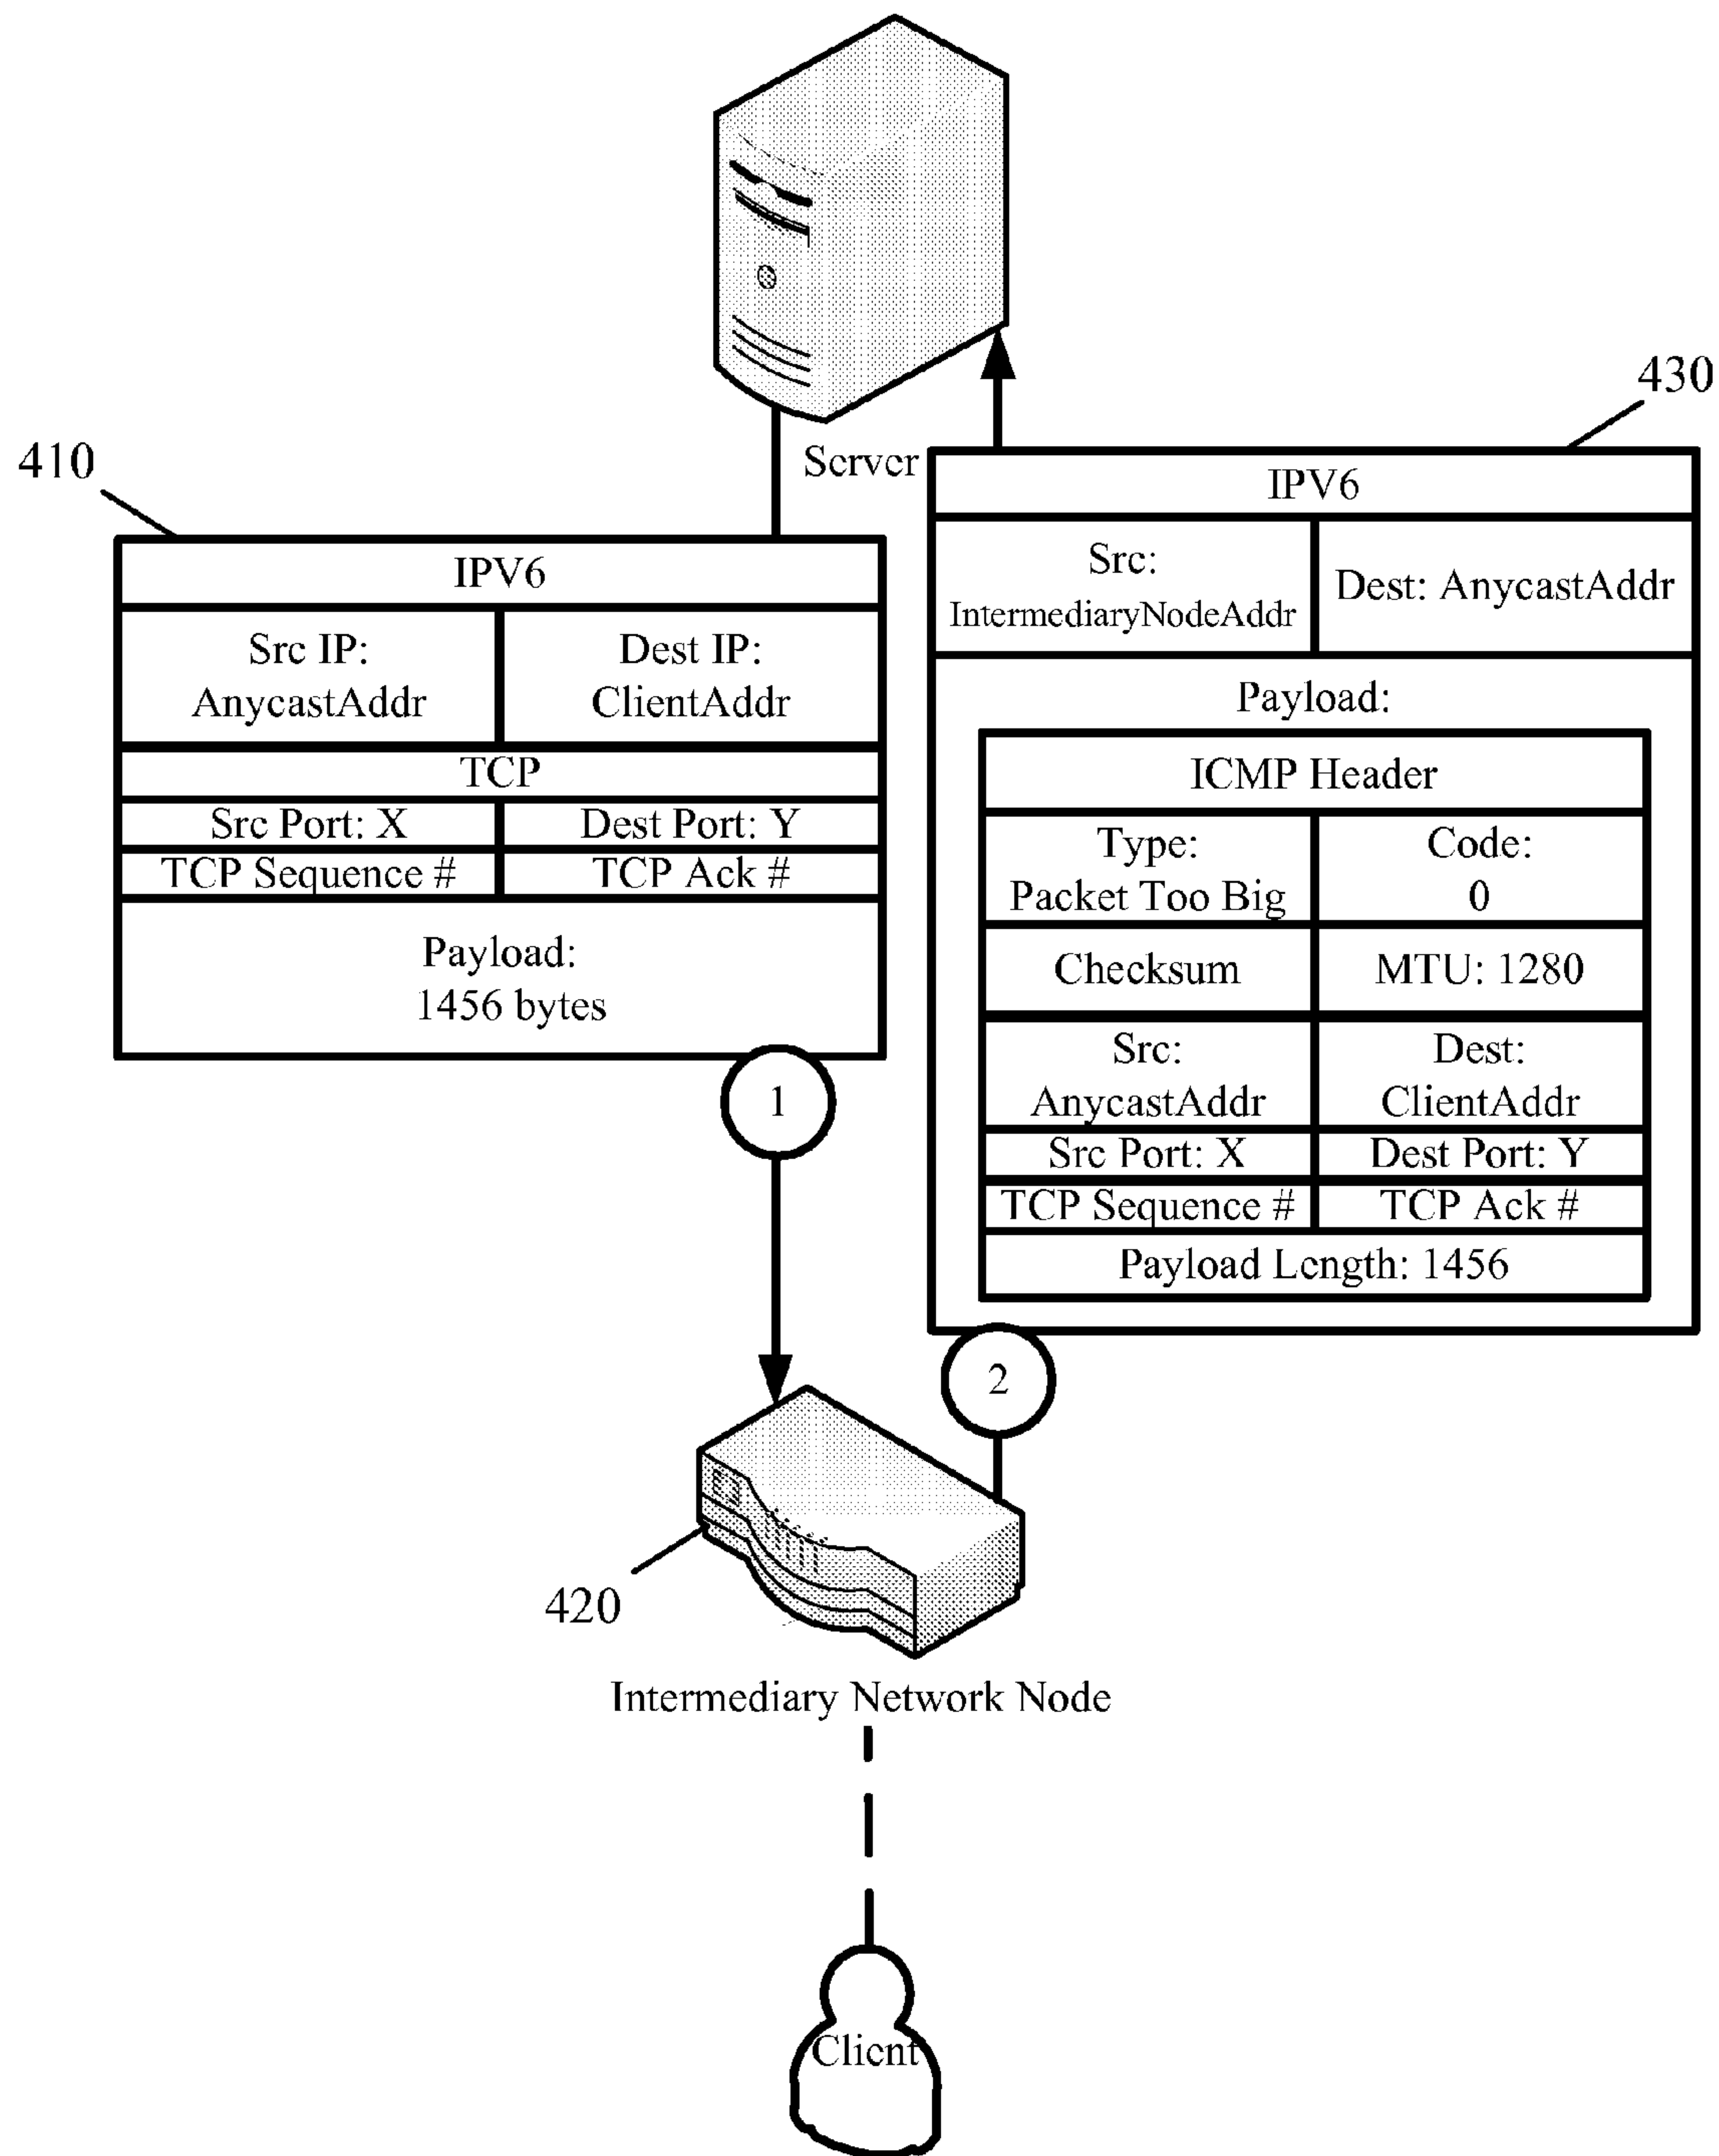 Server
410
IPV6
Src IP:
AnycastAddr
Dest IP:
ClientAddr
TCP
Src Port: X
Dest Port: Y
TCP Sequence #
TCP Ack #
Payload:
1456 bytes
1
430
IPV6
Src:
IntermediaryNodeAddr
Dest: AnycastAddr
Payload:
ICMP Header
Type:
Packet Too Big
Code:
0
Checksum
MTU: 1280
Src:
AnycastAddr
Dest:
ClientAddr
Src Port: X
Dest Port: Y
TCP Sequence #
TCP Ack #
Payload Length: 1456
2
420
Intermediary Network Node
Client